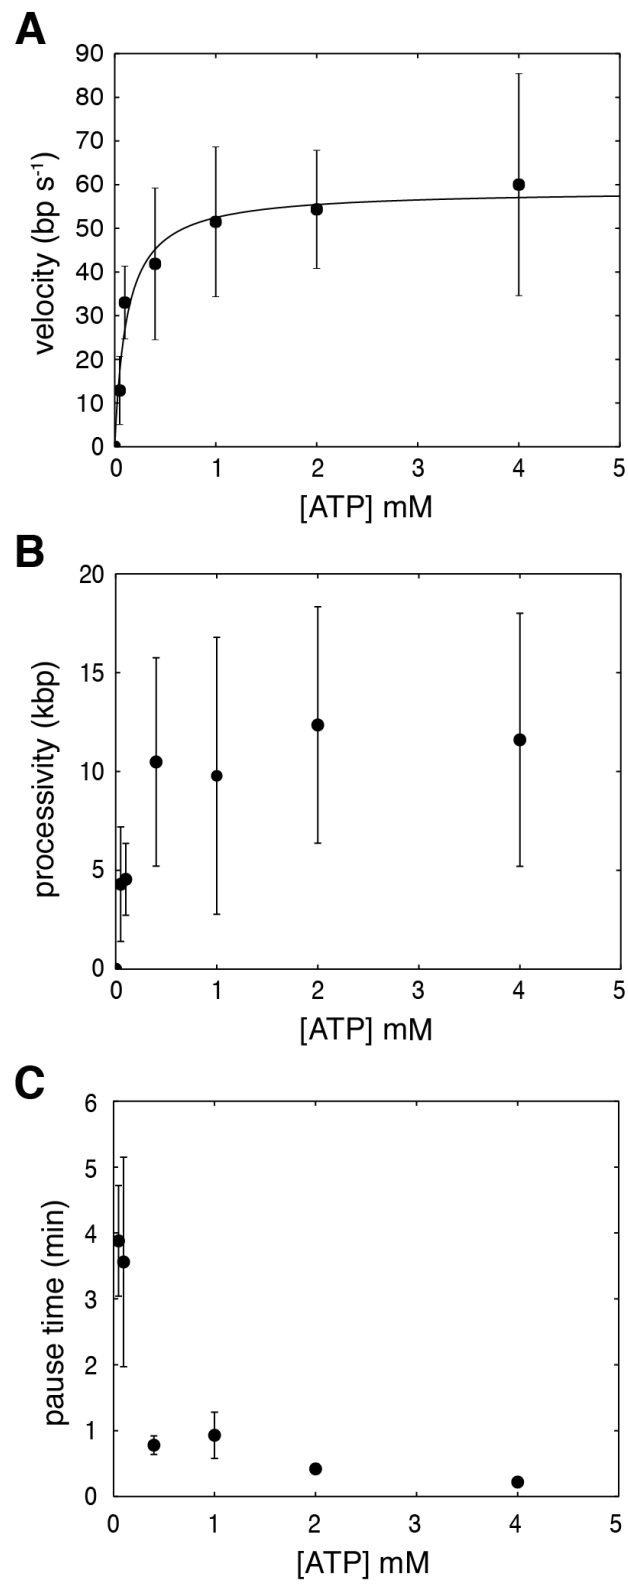 A
90
80
70
60
50
40
30
20
10
0
velocity (bp s⁻¹)
0 1 2 3 4 5
[ATP] mM
B
20
15
10
5
0
processivity (kbp)
0 1 2 3 4 5
[ATP] mM
C
6
5
4
3
2
1
0
pause time (min)
0 1 2 3 4 5
[ATP] mM